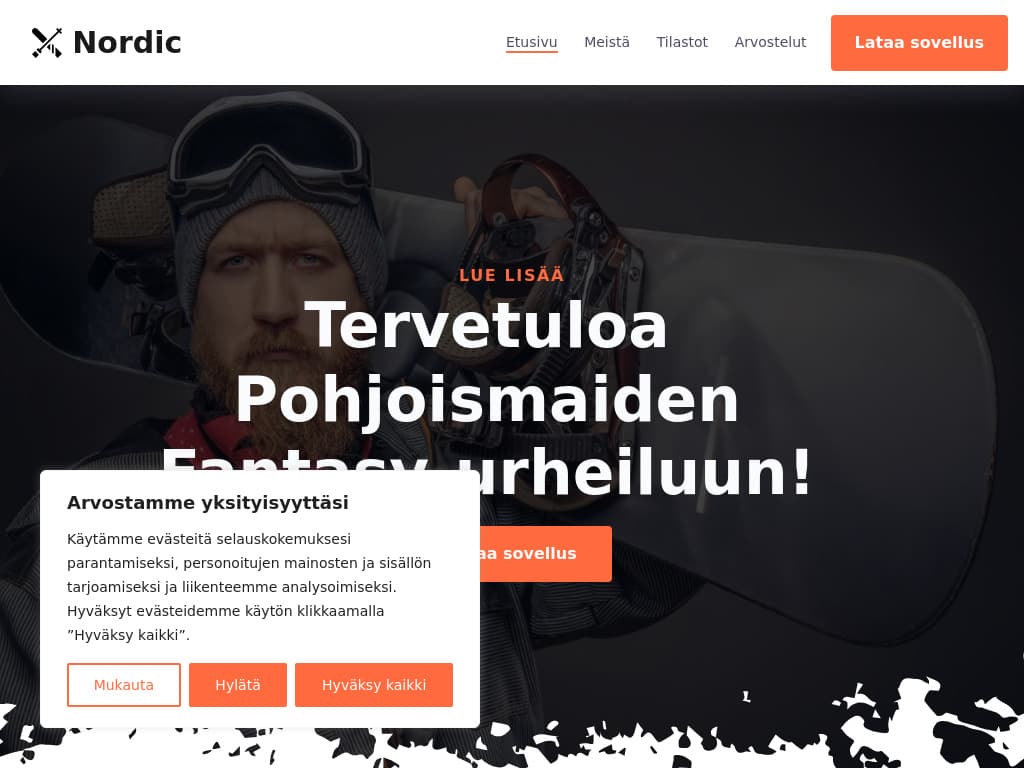 Nordic
Etusivu
Meistä
Tilastot
Arvostelut
Lataa sovellus
LUE LISÄÄ
Tervetuloa
Pohjoismaiden
Fantasy-urheiluun!
aa sovellus
Arvostamme yksityisyyttäsi
Käytämme evästeitä selauskokemuksesi
parantamiseksi, personoitujen mainosten ja sisällön
tarjoamiseksi ja liikenteemme analysoimiseksi.
Hyväksyt evästeidemme käytön klikkaamalla
”Hyväksy kaikki”.
Mukauta
Hylätä
Hyväksy kaikki